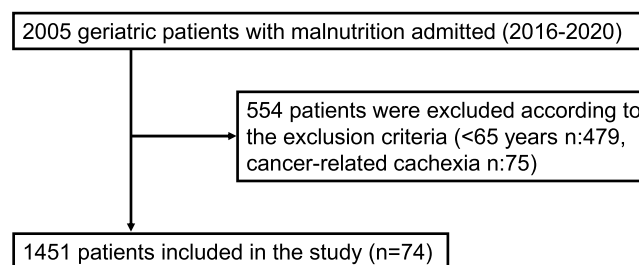 2005 geriatric patients with malnutrition admitted (2016-2020)
554 patients were excluded according to
the exclusion criteria (<65 years n:479,
cancer-related cachexia n:75)
1451 patients included in the study (n=74)